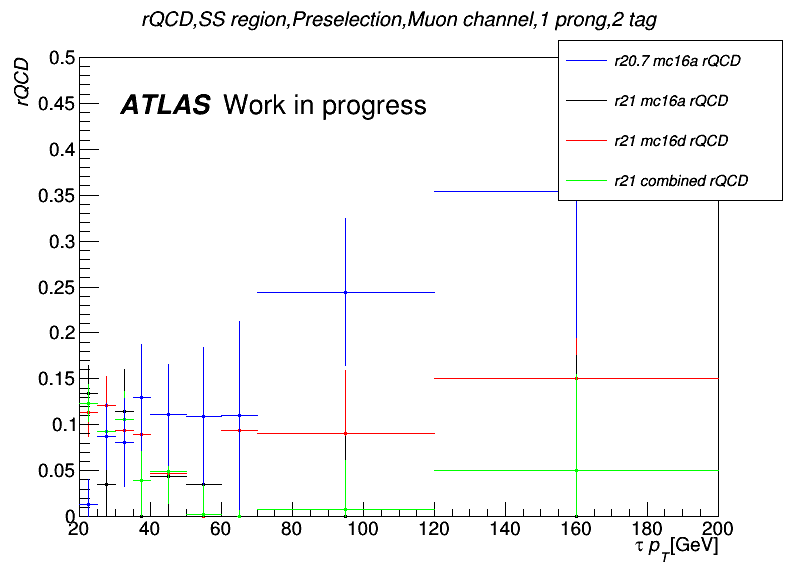 rQCD,SS region,Preselection,Muon channel,1 prong,2 tag
rQCD
ATLAS Work in progress
r20.7 mc16a rQCD
r21 mc16a rQCD
r21 mc16d rQCD
r21 combined rQCD
0.5
0.45
0.4
0.35
0.3
0.25
0.2
0.15
0.1
0.05
0
20 40 60 80 100 120 140 160 180 200
τ p_T[GeV]